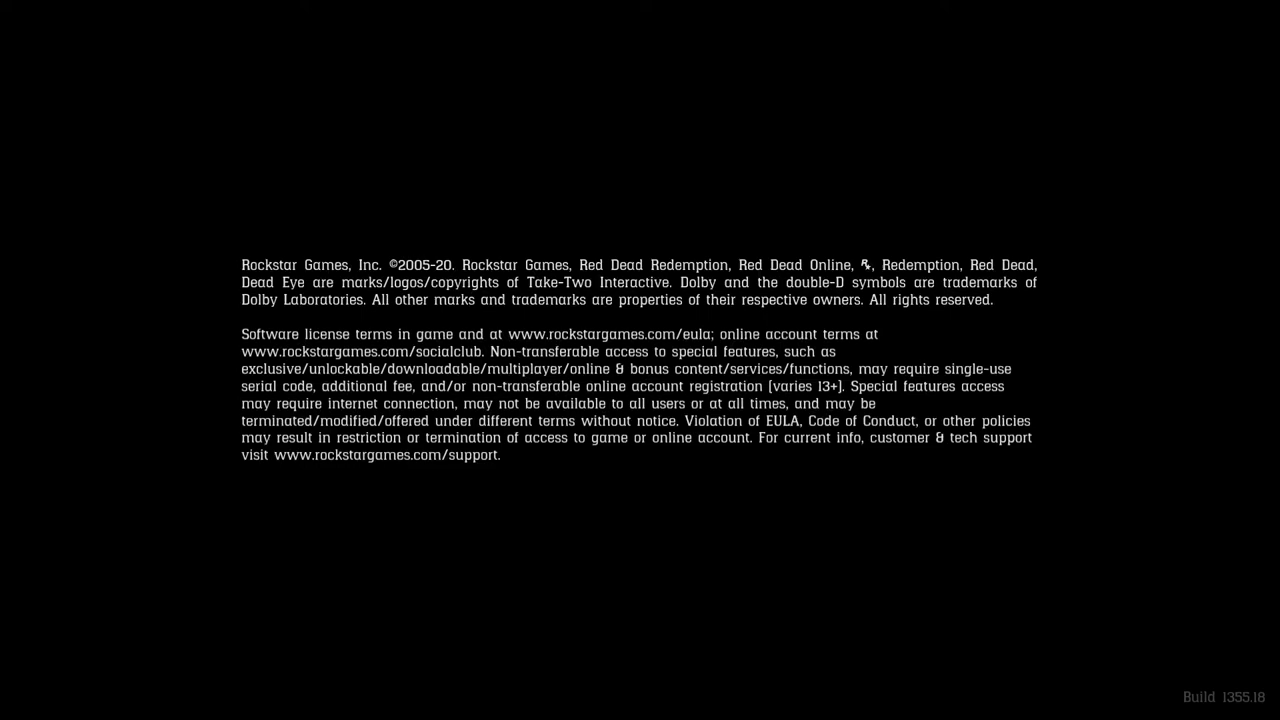 Rockstar Games, Inc. ©2005-20. Rockstar Games, Red Dead Redemption, Red Dead Online, R*, Redemption, Red Dead,
Dead Eye are marks/logos/copyrights of Take-Two Interactive. Dolby and the double-D symbols are trademarks of
Dolby Laboratories. All other marks and trademarks are properties of their respective owners. All rights reserved.
Software license terms in game and at www.rockstargames.com/eula; online account terms at
www.rockstargames.com/socialclub. Non-transferable access to special features, such as
exclusive/unlockable/downloadable/multiplayer/online & bonus content/services/functions, may require single-use
serial code, additional fee, and/or non-transferable online account registration (varies 13+). Special features access
may require internet connection, may not be available to all users or at all times, and may be
terminated/modified/offered under different terms without notice. Violation of EULA, Code of Conduct, or other policies
may result in restriction or termination of access to game or online account. For current info, customer & tech support
visit www.rockstargames.com/support.
Build 1355.18